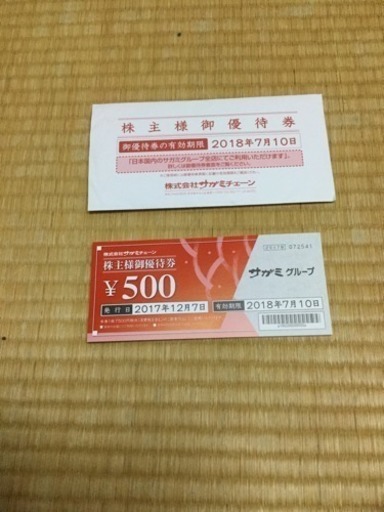 株主様御優待券
御優待券の有効期限 2018年7月10日
「日本国内のサガミグループ全店にてご利用いただけます」。
株式会社サガミチェーン
株式会社サガミチェーン
株主様御優待券
¥500
発行日 2017年12月7日 有効期限 2018年7月10日
072541
サガミグループ